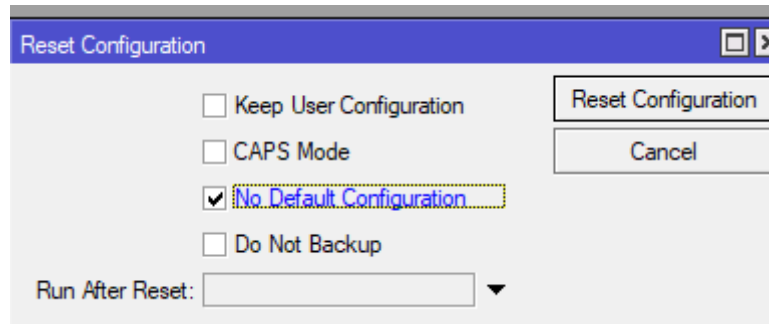 Reset Configuration
Keep User Configuration
Reset Configuration
CAPS Mode
Cancel
No Default Configuration
Do Not Backup
Run After Reset: